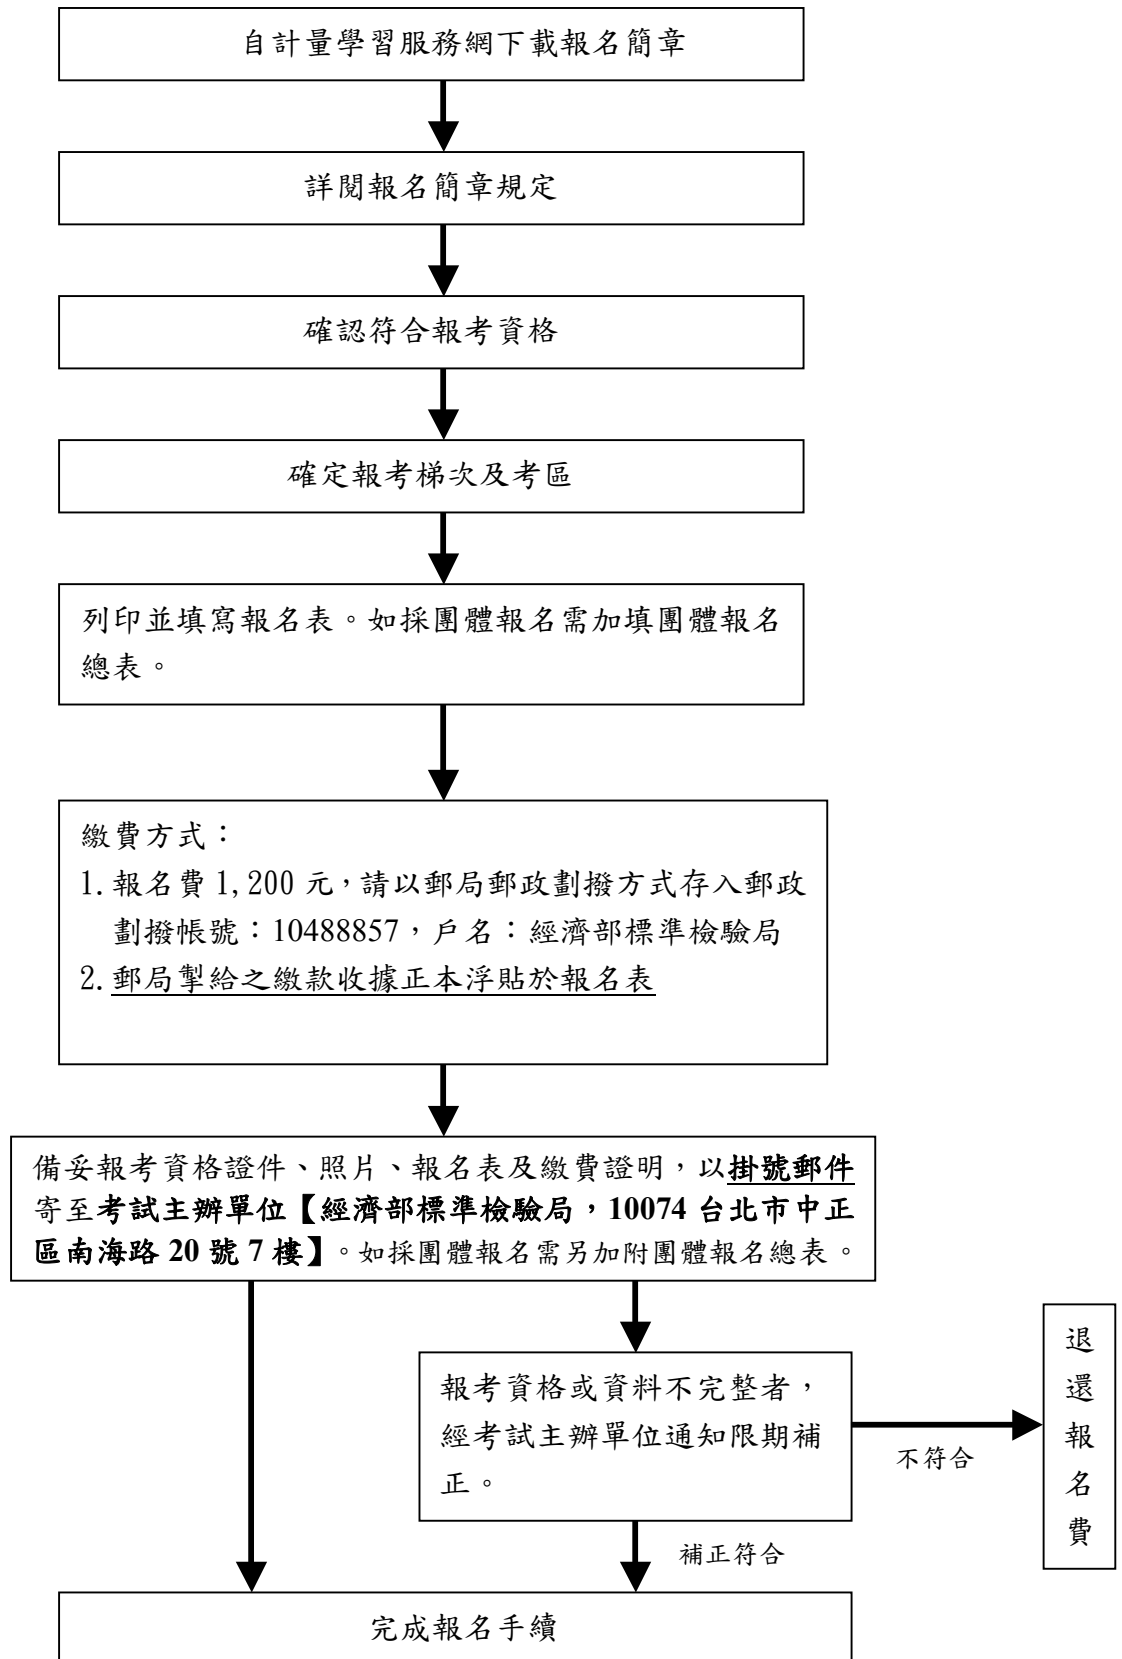 自計量學習服務網下載報名簡章
詳閱報名簡章規定
確認符合報考資格
確定報考梯次及考區
列印並填寫報名表。如採團體報名需加填團體報名
總表。
繳費方式：
1. 報名費 1,200 元，請以郵局郵政劃撥方式存入郵政
劃撥帳號：10488857，戶名：經濟部標準檢驗局
2. 郵局掣給之繳款收據正本浮貼於報名表
備妥報考資格證件、照片、報名表及繳費證明，以掛號郵件
寄至考試主辦單位【經濟部標準檢驗局，10074 台北市中正
區南海路 20 號 7 樓】。如採團體報名需另加附團體報名總表。
報考資格或資料不完整者，
經考試主辦單位通知限期補
正。
不符合
退還報名費
補正符合
完成報名手續